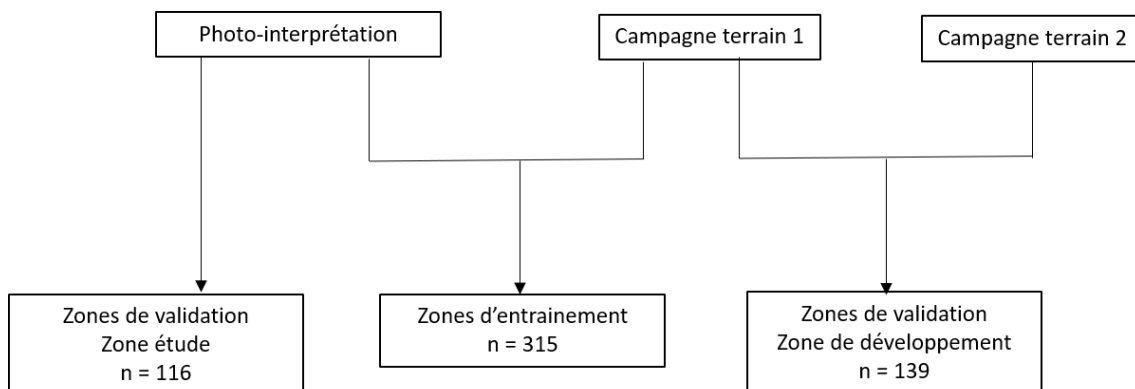 Photo-interprétation
Campagne terrain 1
Campagne terrain 2
Zones de validation
Zone étude
n = 116
Zones d'entrainement
n = 315
Zones de validation
Zone de développement
n = 139